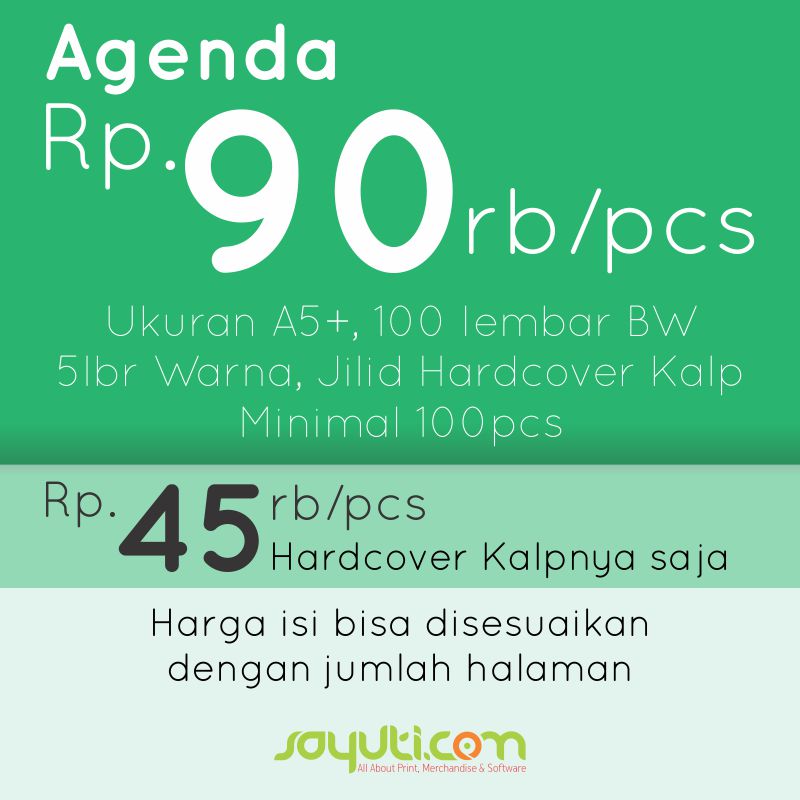 Agenda
Rp.90rb/pcs
Ukuran A5+, 100 lembar BW
5lbr Warna, Jilid Hardcover Kalp
Minimal 100pcs
Rp.45rb/pcs
Hardcover Kalpnya saja
Harga isi bisa disesuaikan
dengan jumlah halaman
sayuti.com
All About Print, Merchandise & Software